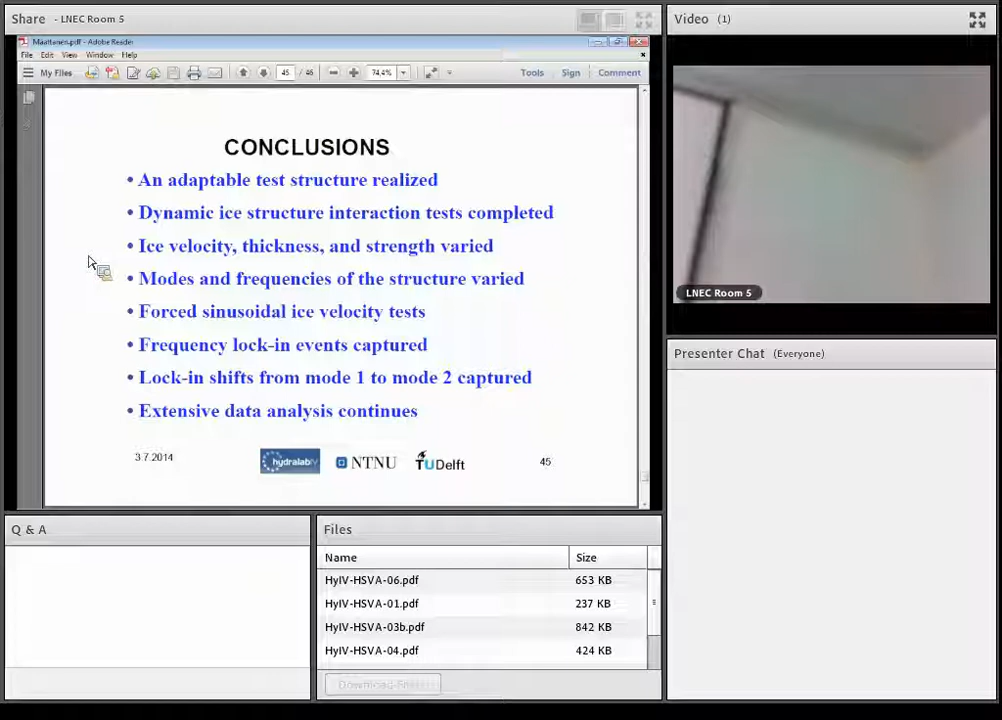 Share - LNEC Room 5
Maattanen.pdf - Adobe Reader
File Edit View Window Help
My Files 45 / 46 74,4% Tools Sign Comment
CONCLUSIONS
• An adaptable test structure realized
• Dynamic ice structure interaction tests completed
• Ice velocity, thickness, and strength varied
• Modes and frequencies of the structure varied
• Forced sinusoidal ice velocity tests
• Frequency lock-in events captured
• Lock-in shifts from mode 1 to mode 2 captured
• Extensive data analysis continues
3.7.2014 hydralab IV NTNU TUDelft 45
Video (1)
LNEC Room 5
Presenter Chat (Everyone)
Q & A
Files
Name Size
HyIV-HSVA-06.pdf 653 KB
HyIV-HSVA-01.pdf 237 KB
HyIV-HSVA-03b.pdf 842 KB
HyIV-HSVA-04.pdf 424 KB